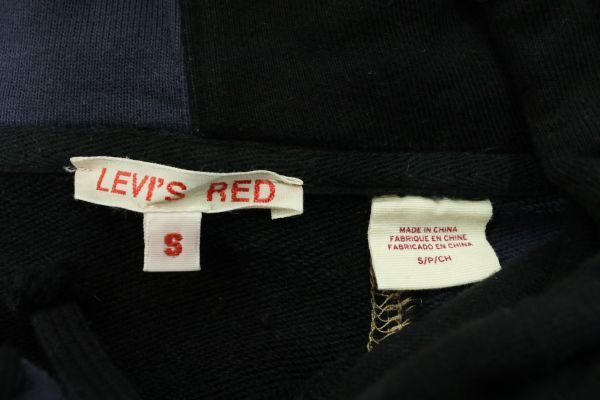 LEVI'S RED
S
MADE IN CHINA
FABRIQUE EN CHINE
FABRICADO EN CHINA
S/P/CH